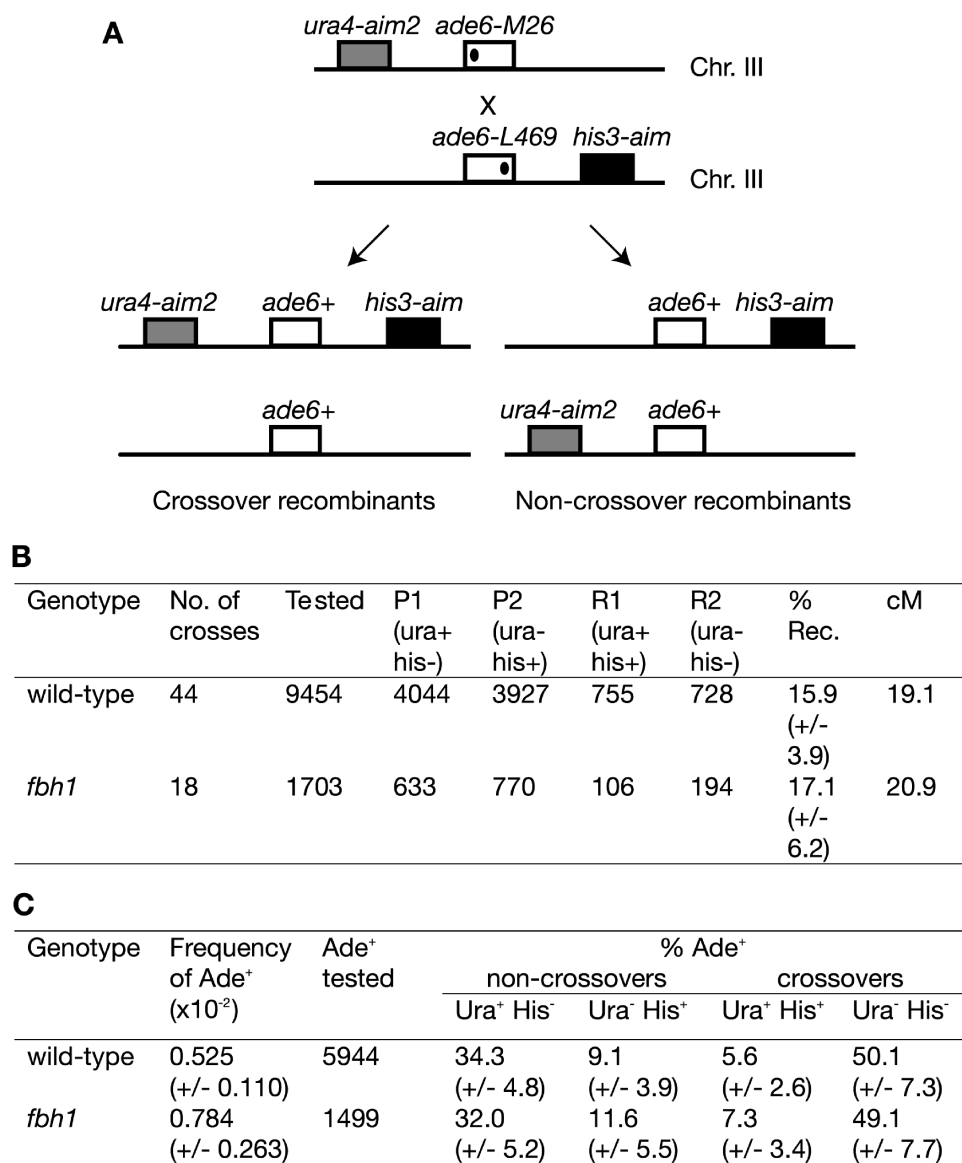 A
ura4-aim2 ade6-M26
Chr. III
X
ade6-L469 his3-aim
Chr. III
ura4-aim2 ade6+ his3-aim
ade6+ his3-aim
ade6+
ura4-aim2 ade6+
Crossover recombinants
Non-crossover recombinants
B
Genotype No. of crosses Tested P1 (ura+ his-) P2 (ura- his+) R1 (ura+ his+) R2 (ura- his-) % Rec. cM
wild-type 44 9454 4044 3927 755 728 15.9 (+/- 3.9) 19.1
fbh1 18 1703 633 770 106 194 17.1 (+/- 6.2) 20.9
C
Genotype Frequency of Ade⁺ (x10⁻²) Ade⁺ tested % Ade⁺
non-crossovers crossovers
Ura⁺ His⁻ Ura⁻ His⁺ Ura⁺ His⁺ Ura⁻ His⁻
wild-type 0.525 5944 34.3 9.1 5.6 50.1
(+/- 0.110) (+/- 4.8) (+/- 3.9) (+/- 2.6) (+/- 7.3)
fbh1 0.784 1499 32.0 11.6 7.3 49.1
(+/- 0.263) (+/- 5.2) (+/- 5.5) (+/- 3.4) (+/- 7.7)